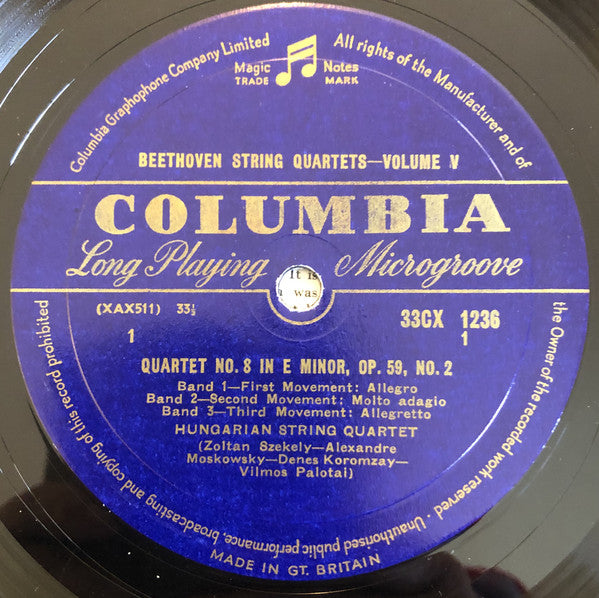 Columbia Graphophone Company Limited
All rights of the Manufacturer and of
the Owner of the recorded work reserved · Unauthorised public performance, broadcasting and copying of this record prohibited
Magic Notes
TRADE MARK
BEETHOVEN STRING QUARTETS—VOLUME V
COLUMBIA
Long Playing Microgroove
It is
was
(XAX511) 33⅓
33CX 1236
1
1
QUARTET NO. 8 IN E MINOR, OP. 59, NO. 2
Band 1—First Movement: Allegro
Band 2—Second Movement: Molto adagio
Band 3—Third Movement: Allegretto
HUNGARIAN STRING QUARTET
(Zoltan Szekely—Alexandre
Moskowsky—Denes Koromzay—
Vilmos Palotai)
MADE IN GT. BRITAIN